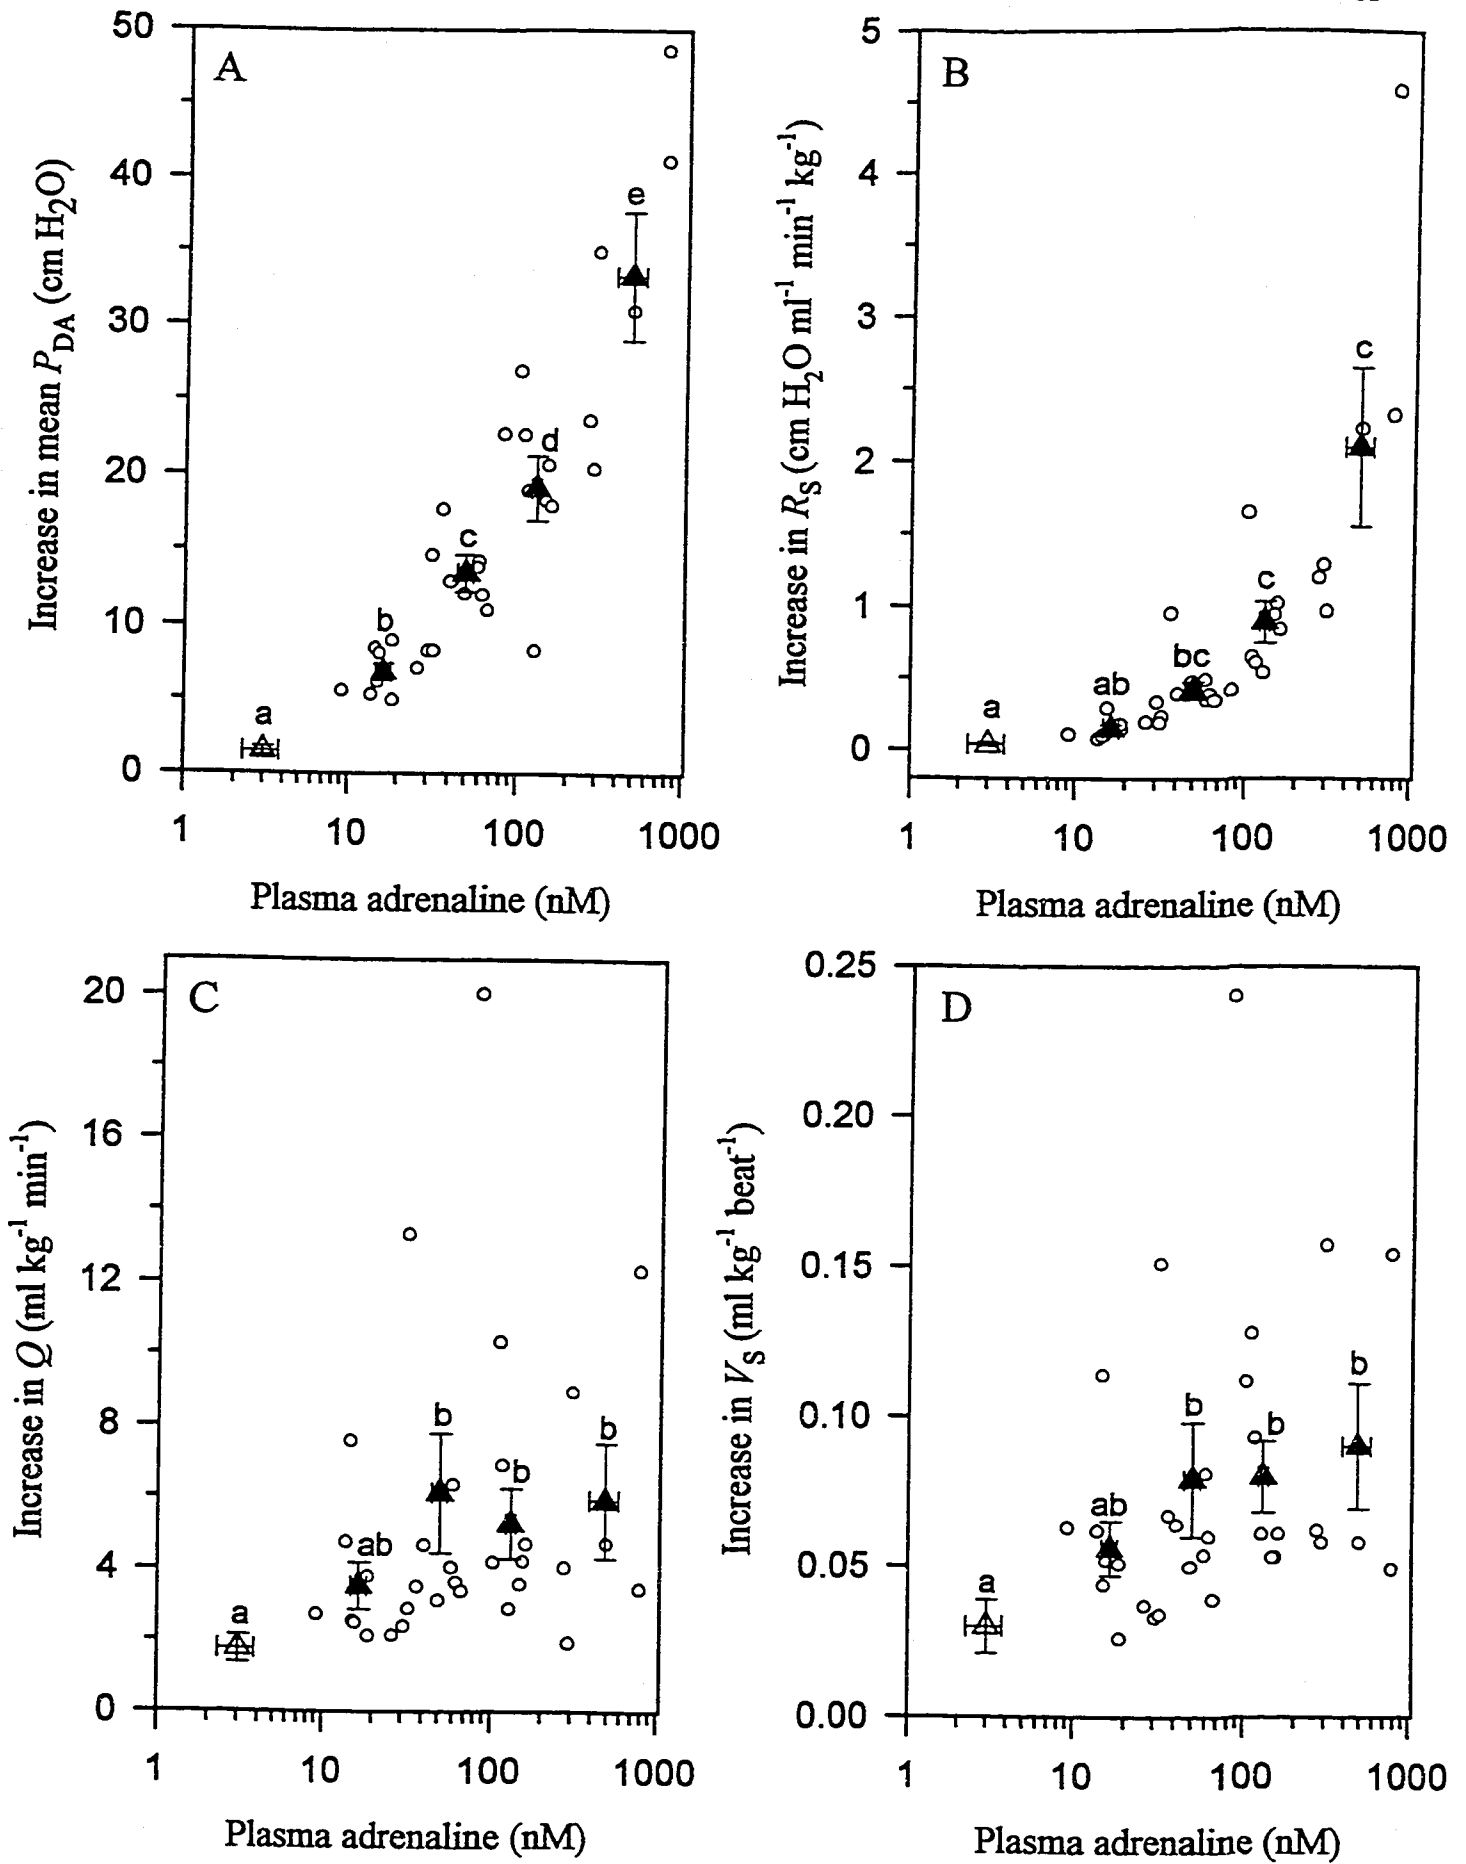 A
Increase in mean P_DA (cm H₂O)
50
40
30
20
10
0
a
b
c
d
e
1
10
100
1000
Plasma adrenaline (nM)
B
Increase in R_S (cm H₂O ml⁻¹ min⁻¹ kg⁻¹)
5
4
3
2
1
0
a
ab
bc
c
c
1
10
100
1000
Plasma adrenaline (nM)
C
Increase in Q (ml kg⁻¹ min⁻¹)
20
16
12
8
4
0
a
ab
b
b
b
1
10
100
1000
Plasma adrenaline (nM)
D
Increase in V_S (ml kg⁻¹ beat⁻¹)
0.25
0.20
0.15
0.10
0.05
0.00
a
ab
b
b
b
1
10
100
1000
Plasma adrenaline (nM)